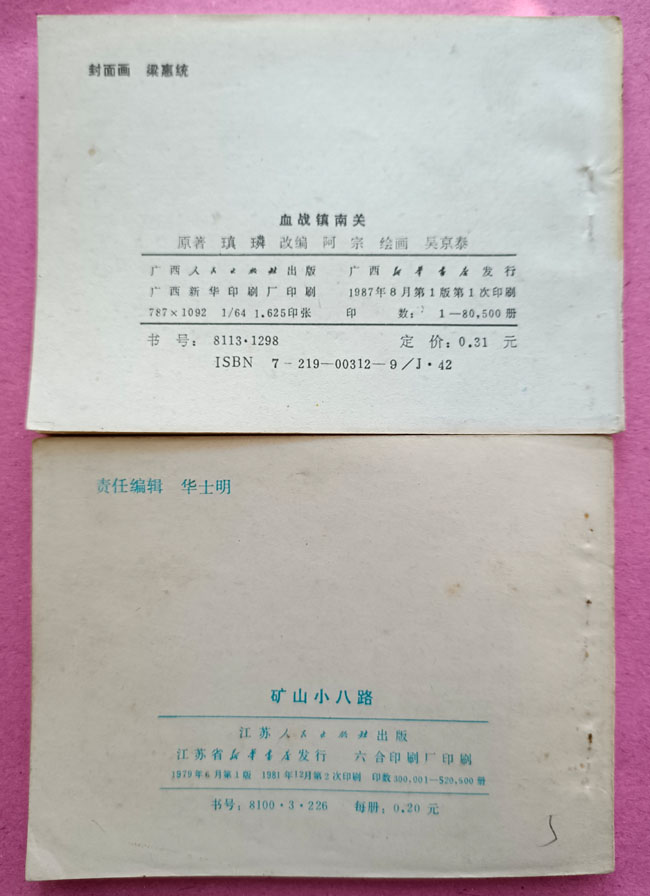 封面画 梁惠统
血战镇南关
原著 瑱 璘 改编 阿 宗 绘画 吴京泰
广西人民出版社出版 广西新华书店发行
广西新华印刷厂印刷 1987年8月第1版第1次印刷
787×1092 1/64 1.625印张 印 数: 1—80,500册
书 号: 8113·1298 定 价: 0.31 元
ISBN 7-219-00312-9/J·42
责任编辑 华士明
矿山小八路
江苏人民出版社出版
江苏省新华书店发行 六合印刷厂印刷
1979年6月第1版 1981年12月第2次印刷 印数300,001—520,500册
书号: 8100·3·226 每册: 0.20元